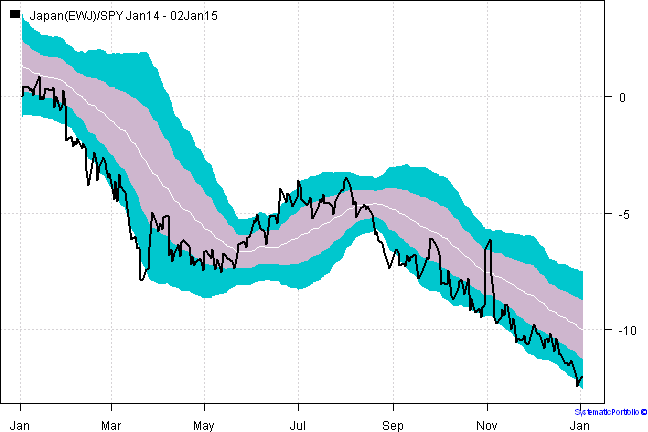 Japan(EWJ)/SPY Jan14 - 02Jan15
0
-5
-10
SystematicPortfolio ©
Jan Mar May Jul Sep Nov Jan